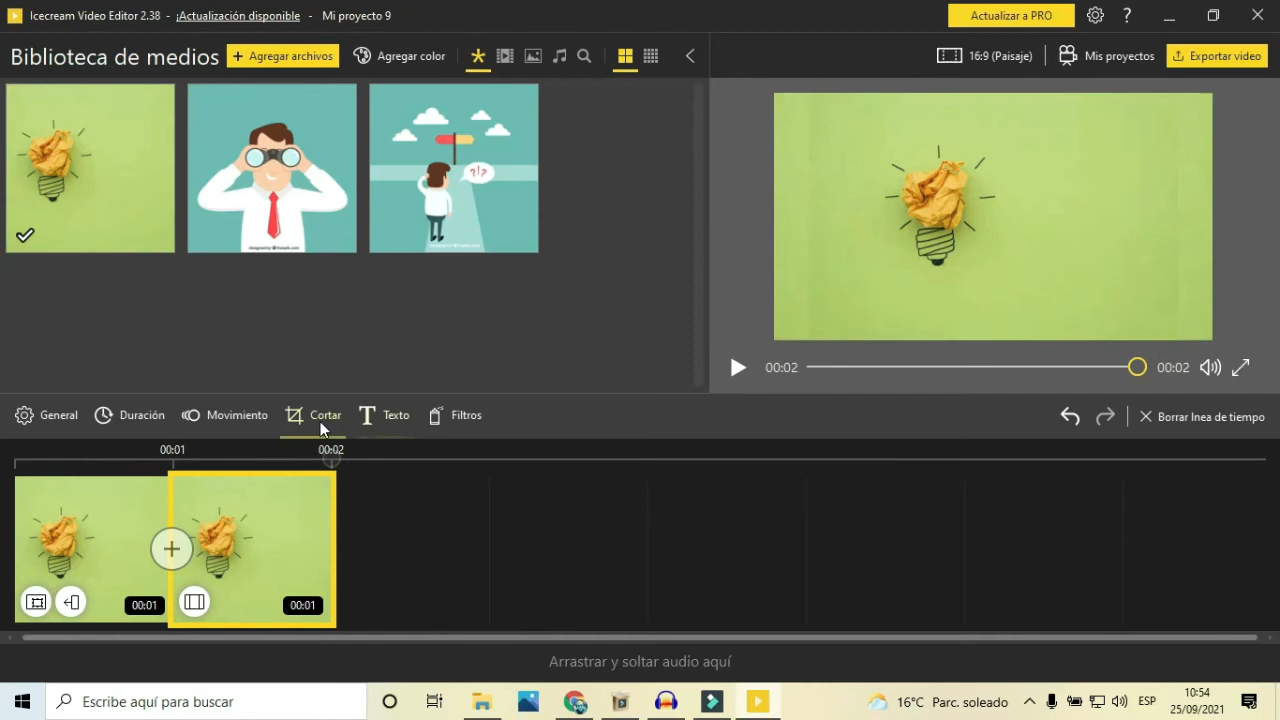 Icecream Video Editor 2.38 - ¡Actualización disponible - Mi proyecto 9
Actualizar a PRO
?
Biblioteca de medios
+ Agregar archivos
Agregar color
16:9 (Paisaje)
Mis proyectos
Exportar video
?!?
00:02
00:02
General
Duración
Movimiento
Cortar
Texto
Filtros
Borrar linea de tiempo
00:01
00:02
00:01
00:01
Arrastrar y soltar audio aquí
Escribe aquí para buscar
16°C Parc. soleado
ESP
10:54
25/09/2021